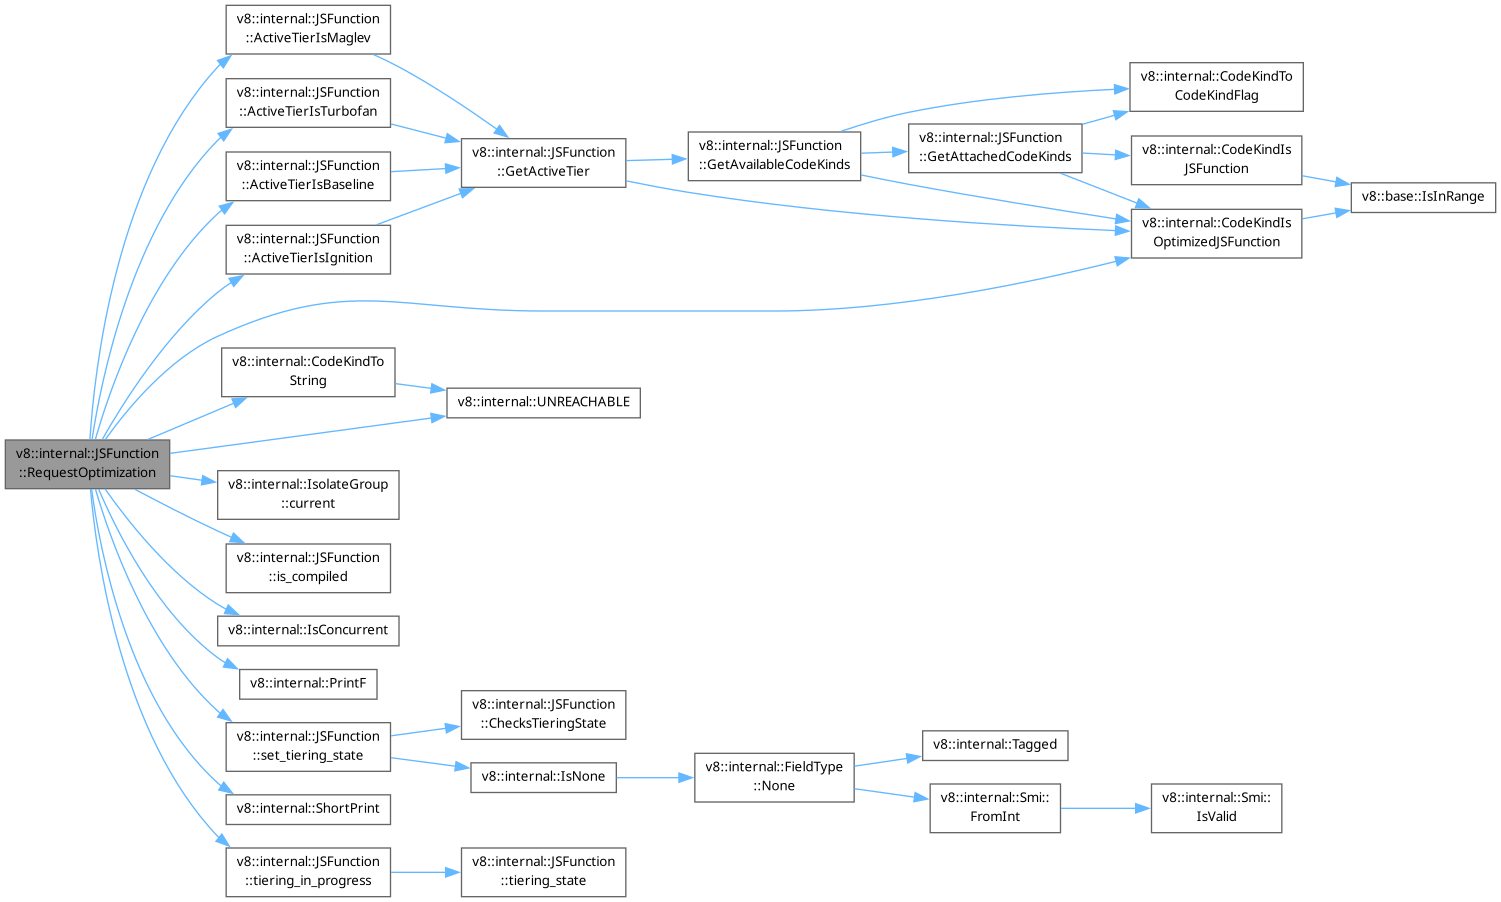 v8::internal::JSFunction
::RequestOptimization
v8::internal::JSFunction
::ActiveTierIsMaglev
v8::internal::JSFunction
::ActiveTierIsTurbofan
v8::internal::JSFunction
::ActiveTierIsBaseline
v8::internal::JSFunction
::ActiveTierIsIgnition
v8::internal::CodeKindTo
String
v8::internal::IsolateGroup
::current
v8::internal::JSFunction
::is_compiled
v8::internal::IsConcurrent
v8::internal::PrintF
v8::internal::JSFunction
::set_tiering_state
v8::internal::ShortPrint
v8::internal::JSFunction
::tiering_in_progress
v8::internal::JSFunction
::GetActiveTier
v8::internal::UNREACHABLE
v8::internal::JSFunction
::ChecksTieringState
v8::internal::IsNone
v8::internal::JSFunction
::tiering_state
v8::internal::JSFunction
::GetAvailableCodeKinds
v8::internal::FieldType
::None
v8::internal::JSFunction
::GetAttachedCodeKinds
v8::internal::Tagged
v8::internal::Smi::
FromInt
v8::internal::CodeKindTo
CodeKindFlag
v8::internal::CodeKindIs
JSFunction
v8::internal::CodeKindIs
OptimizedJSFunction
v8::internal::Smi::
IsValid
v8::base::IsInRange